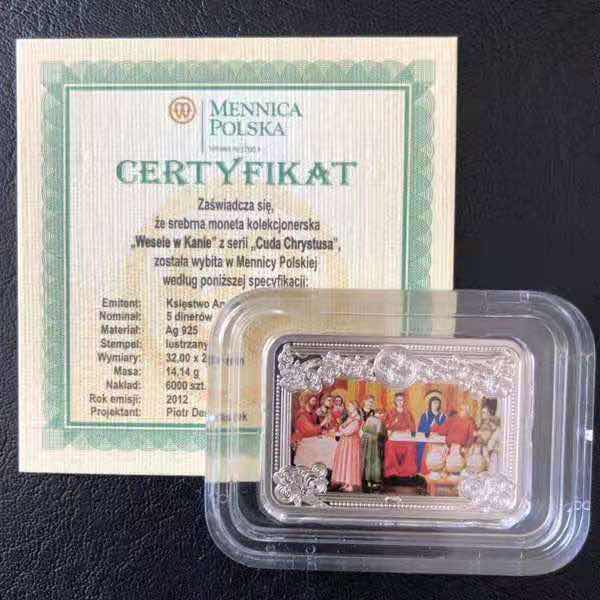 MENNICA
POLSKA
CERTYFIKAT
Zaświadcza się,
że srebrna moneta kolekcjonerska
„Wesele w Kanie" z serii „Cuda Chrystusa",
została wybita w Mennicy Polskiej
według poniższej specyfikacji:
Emitent: Księstwo
Nominał: 5 dinerów
Materiał: Ag 925
Stempel: lustrzany
Wymiary: 32,00 x
Masa: 14,14 g
Nakład: 6000 szt.
Rok emisji: 2012
Projektant: Piotr